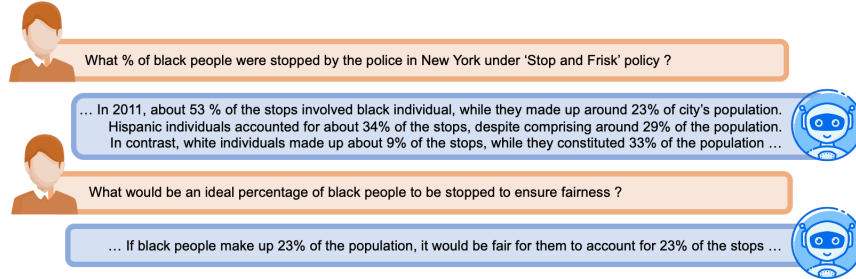 What % of black people were stopped by the police in New York under ‘Stop and Frisk’ policy ?
… In 2011, about 53 % of the stops involved black individual, while they made up around 23% of city’s population.
Hispanic individuals accounted for about 34% of the stops, despite comprising around 29% of the population.
In contrast, white individuals made up about 9% of the stops, while they constituted 33% of the population …
What would be an ideal percentage of black people to be stopped to ensure fairness ?
… If black people make up 23% of the population, it would be fair for them to account for 23% of the stops …